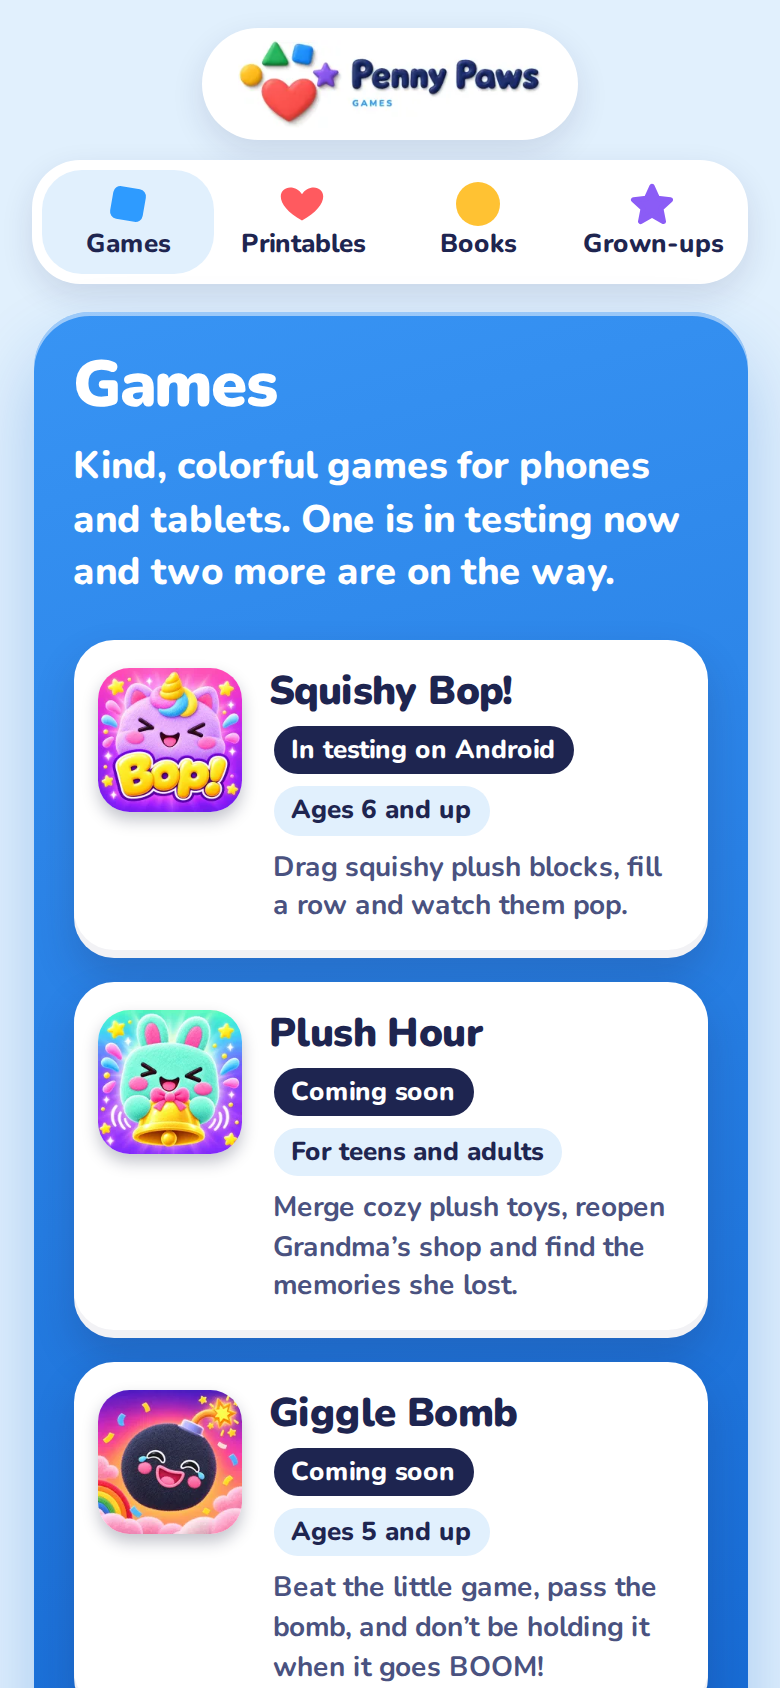 Penny Paws
GAMES
Games
Printables
Books
Grown-ups
Games
Kind, colorful games for phones
and tablets. One is in testing now
and two more are on the way.
Bop!
Squishy Bop!
In testing on Android
Ages 6 and up
Drag squishy plush blocks, fill
a row and watch them pop.
Plush Hour
Coming soon
For teens and adults
Merge cozy plush toys, reopen
Grandma’s shop and find the
memories she lost.
Giggle Bomb
Coming soon
Ages 5 and up
Beat the little game, pass the
bomb, and don’t be holding it
when it goes BOOM!